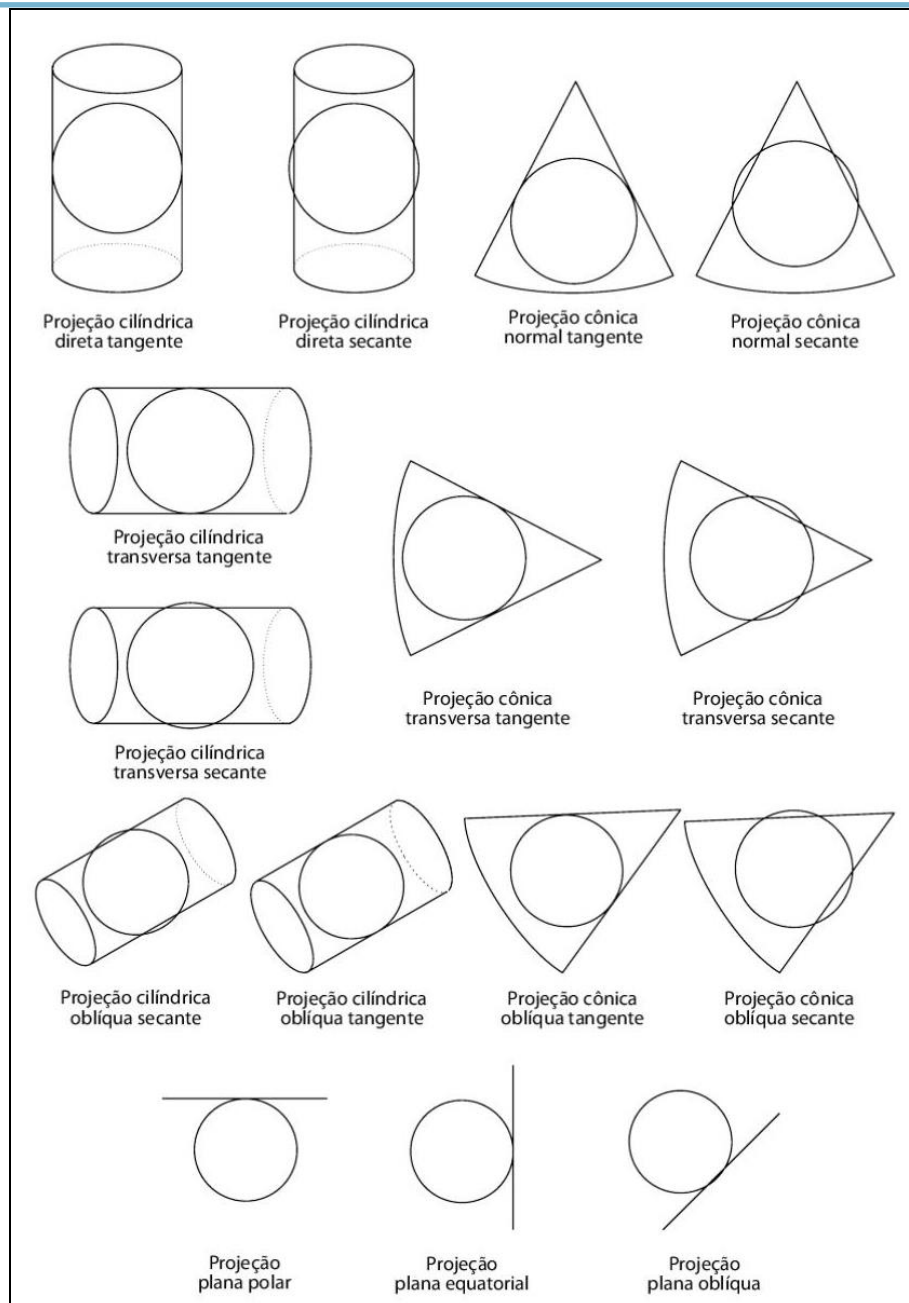 Projeção cilíndrica
direta tangente
Projeção cilíndrica
direta secante
Projeção cônica
normal tangente
Projeção cônica
normal secante
Projeção cilíndrica
transversa tangente
Projeção cilíndrica
transversa secante
Projeção cônica
transversa tangente
Projeção cônica
transversa secante
Projeção cilíndrica
oblíqua secante
Projeção cilíndrica
oblíqua tangente
Projeção cônica
oblíqua tangente
Projeção cônica
oblíqua secante
Projeção
plana polar
Projeção
plana equatorial
Projeção
plana oblíqua